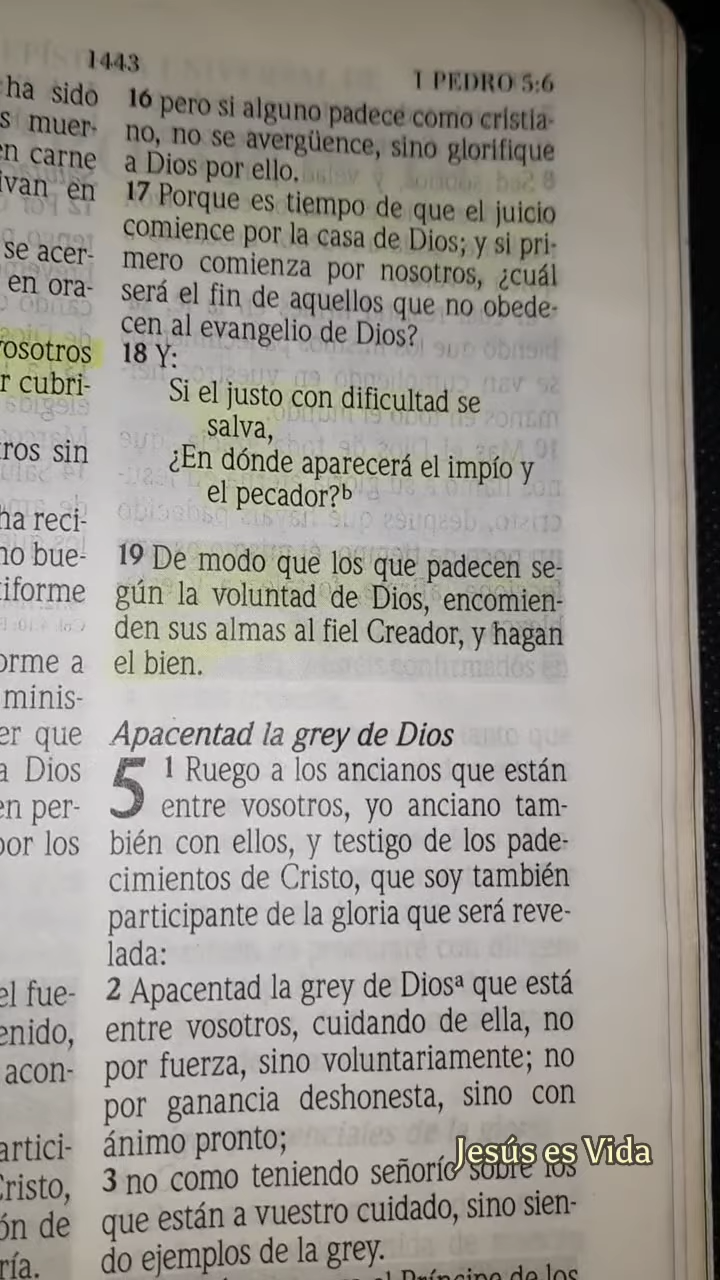 1443
1 PEDRO 5:6
ha sido
s muer-
en carne
ivan en
se acer-
en ora-
vosotros
r cubri-
ros sin
ha reci-
no bue-
tiforme
orme a
minis-
er que
a Dios
en per-
por los
el fue-
enido,
acon-
artici-
Cristo,
ón de
ría.
16 pero si alguno padece como cristia-
no, no se avergüence, sino glorifique
a Dios por ello.
17 Porque es tiempo de que el juicio
comience por la casa de Dios; y si pri-
mero comienza por nosotros, ¿cuál
será el fin de aquellos que no obede-
cen al evangelio de Dios?
18 Y:
Si el justo con dificultad se
salva,
¿En dónde aparecerá el impío y
el pecador?b
19 De modo que los que padecen se-
gún la voluntad de Dios, encomien-
den sus almas al fiel Creador, y hagan
el bien.
Apacentad la grey de Dios
5 1 Ruego a los ancianos que están
entre vosotros, yo anciano tam-
bién con ellos, y testigo de los pade-
cimientos de Cristo, que soy también
participante de la gloria que será reve-
lada:
2 Apacentad la grey de Diosa que está
entre vosotros, cuidando de ella, no
por fuerza, sino voluntariamente; no
por ganancia deshonesta, sino con
ánimo pronto;
3 no como teniendo señorío sobre los
que están a vuestro cuidado, sino sien-
do ejemplos de la grey.
Príncipe de los
Jesús es Vida